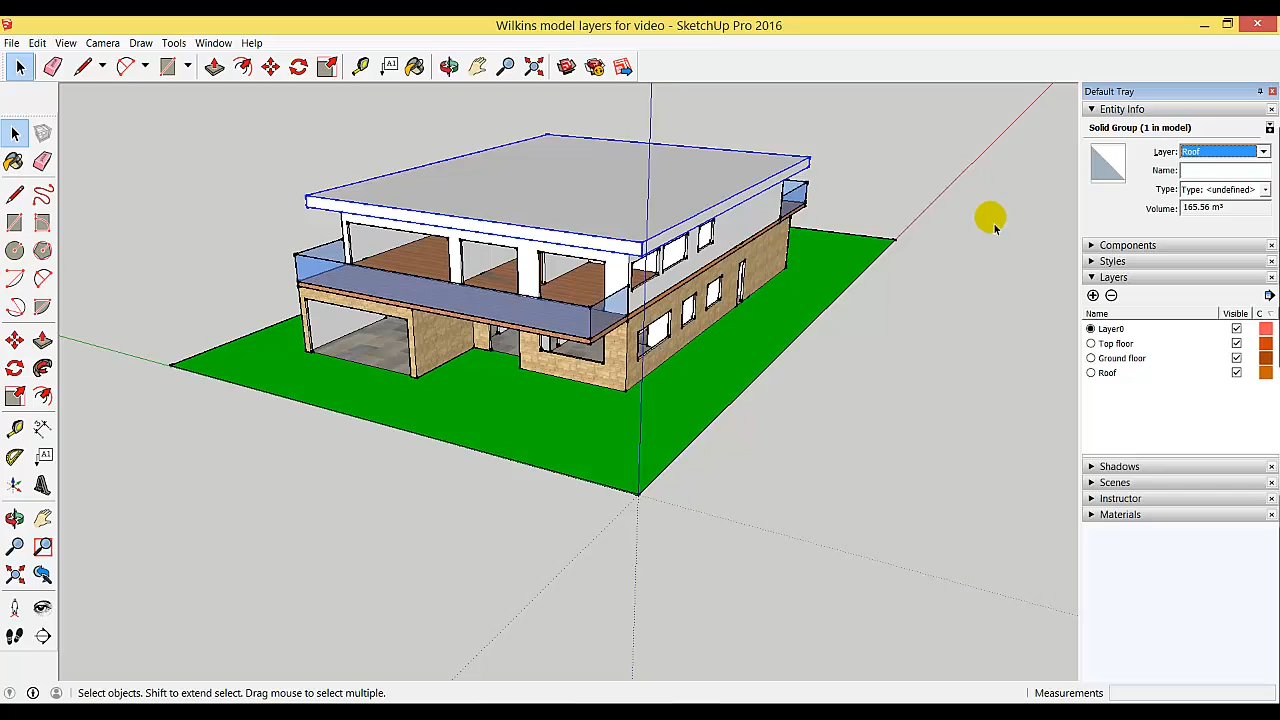 Wilkins model layers for video - SketchUp Pro 2016
File Edit View Camera Draw Tools Window Help
Default Tray
Entity Info
Solid Group (1 in model)
Layer: Roof
Name:
Type: Type: <undefined>
Volume: 165.56 m³
Components
Styles
Layers
Name Visible C
Layer0
Top floor
Ground floor
Roof
Shadows
Scenes
Instructor
Materials
Select objects. Shift to extend select. Drag mouse to select multiple.
Measurements